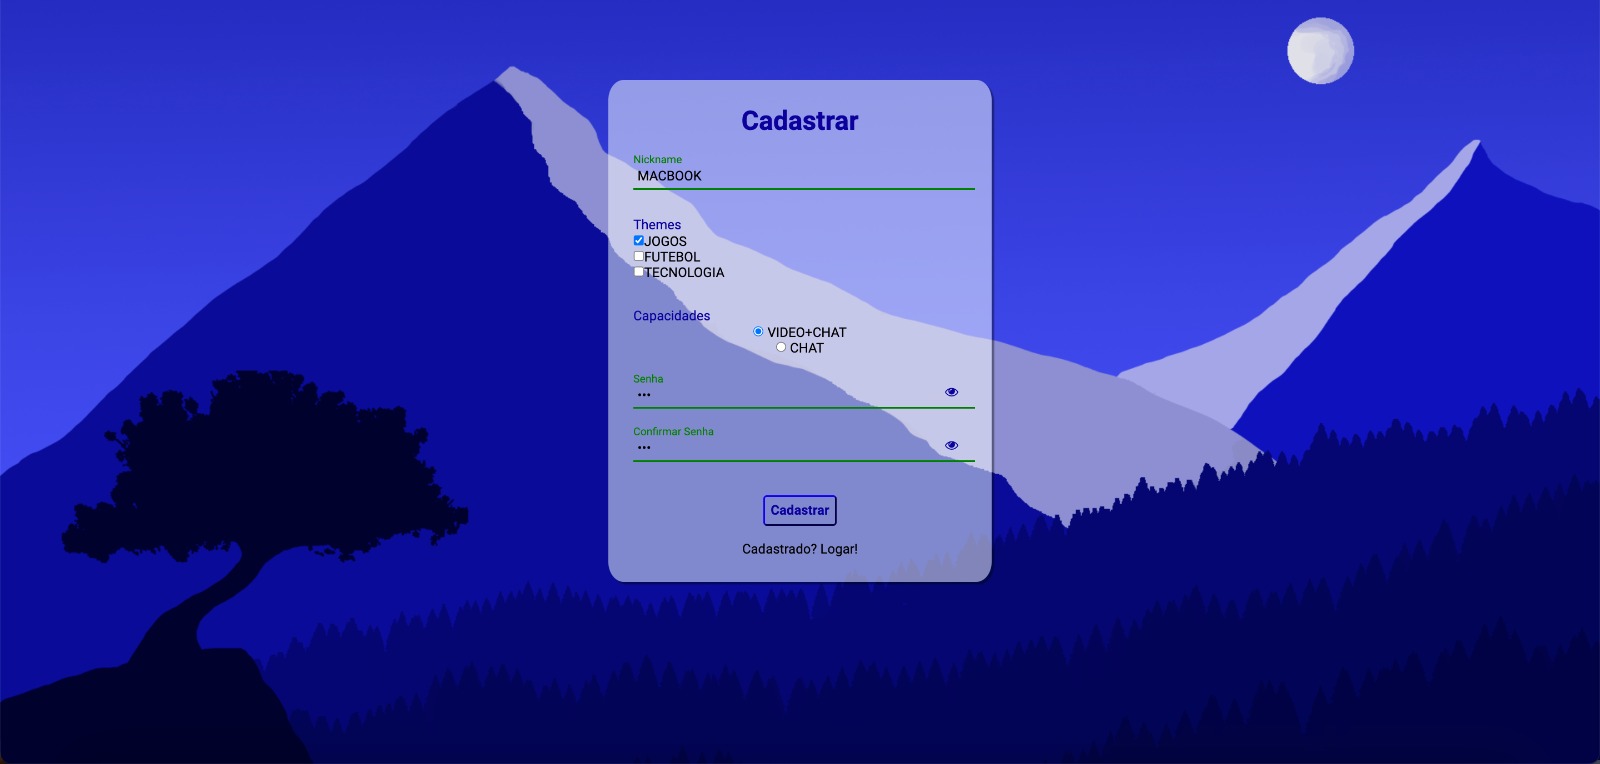 Cadastrar
Nickname
MACBOOK
Themes
JOGOS
FUTEBOL
TECNOLOGIA
Capacidades
VIDEO+CHAT
CHAT
Senha
•••
Confirmar Senha
•••
Cadastrar
Cadastrado? Logar!